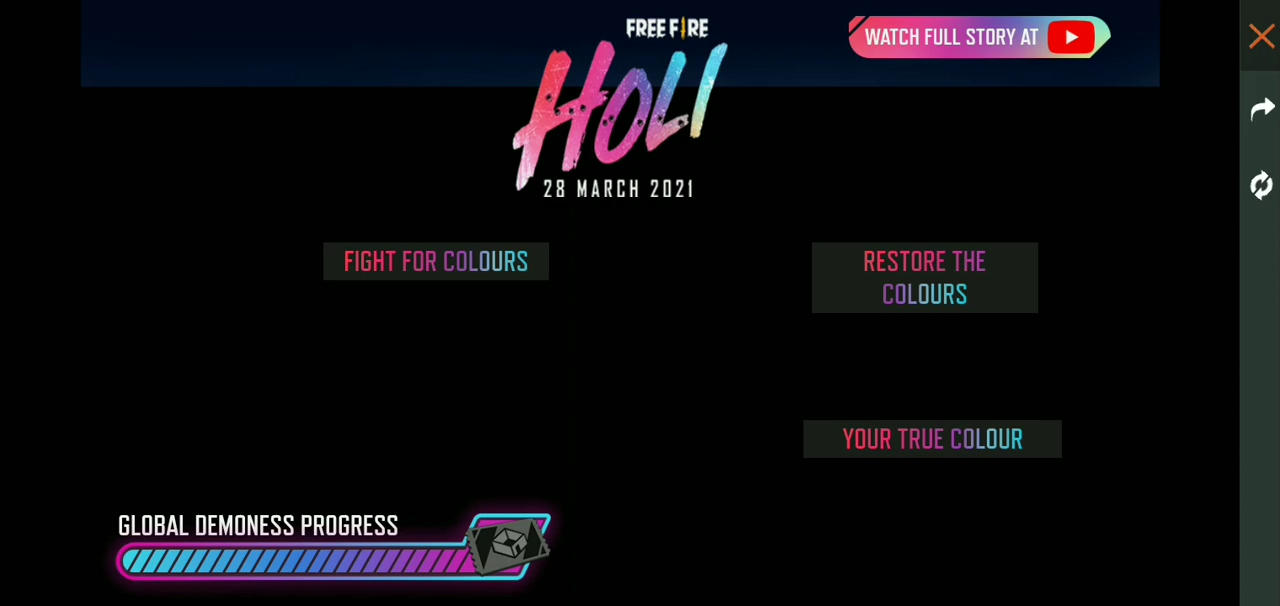 FREE FIRE
WATCH FULL STORY AT
HOLI
28 MARCH 2021
FIGHT FOR COLOURS
RESTORE THE
COLOURS
YOUR TRUE COLOUR
GLOBAL DEMONESS PROGRESS